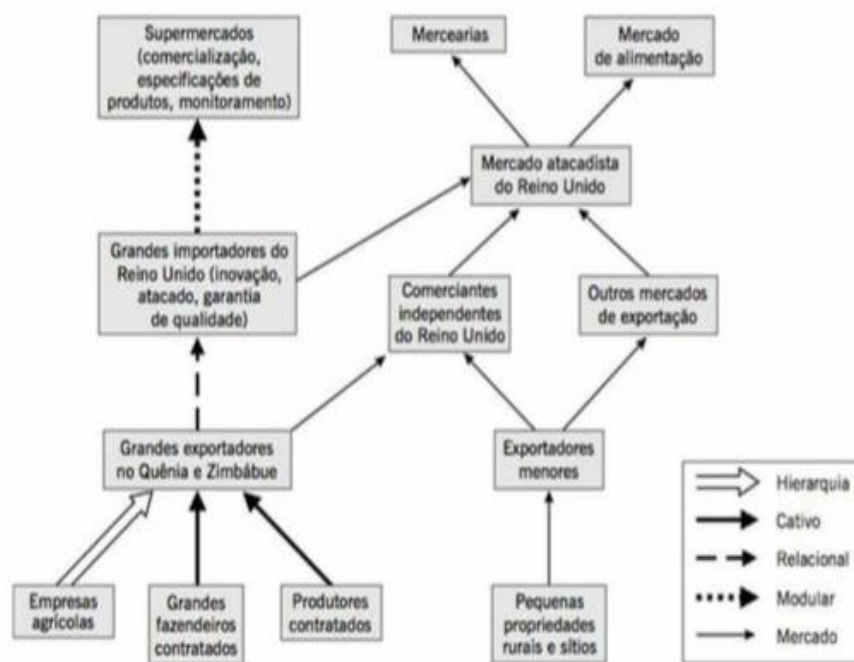 Supermercados
(comercialização,
especificações de
produtos, monitoramento)
Mercearias
Mercado
de alimentação
Mercado atacadista
do Reino Unido
Grandes importadores do
Reino Unido (inovação,
atacado, garantia
de qualidade)
Comerciantes
independentes
do Reino Unido
Outros mercados
de exportação
Grandes exportadores
no Quênia e Zimbábue
Exportadores
menores
Empresas
agrícolas
Grandes
fazendeiros
contratados
Produtores
contratados
Pequenas
propriedades
rurais e sítios
Hierarquia
Cativo
Relacional
Modular
Mercado